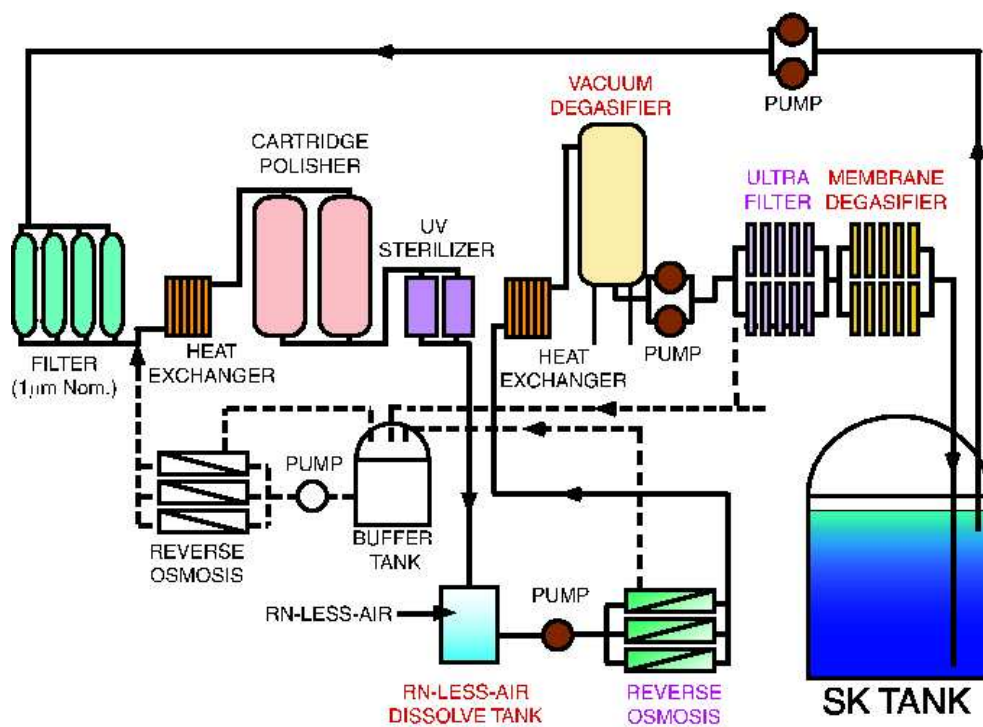 PUMP
VACUUM
DEGASIFIER
CARTRIDGE
POLISHER
ULTRA
FILTER
MEMBRANE
DEGASIFIER
UV
STERILIZER
FILTER
(1μm Nom.)
HEAT
EXCHANGER
HEAT
EXCHANGER
PUMP
PUMP
REVERSE
OSMOSIS
BUFFER
TANK
PUMP
RN-LESS-AIR
RN-LESS-AIR
DISSOLVE TANK
REVERSE
OSMOSIS
SK TANK